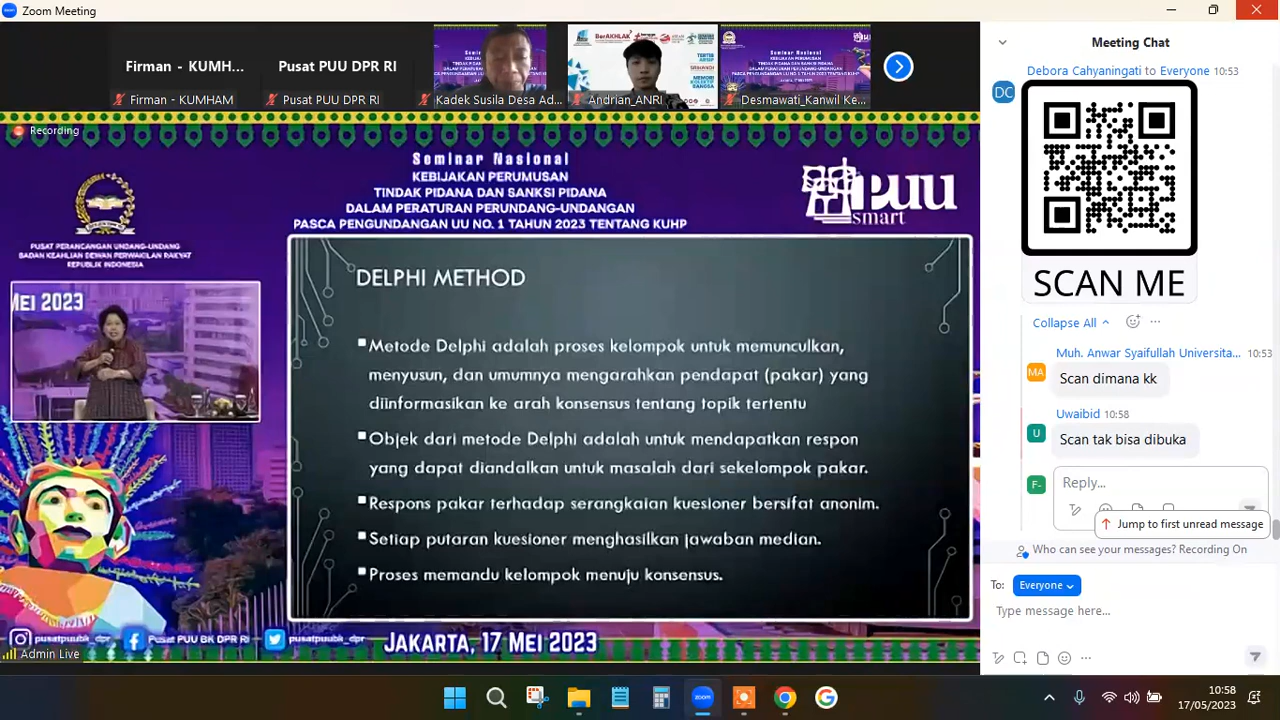 Zoom Meeting
Firman - KUMH...
Pusat PUU DPR RI
Firman - KUMHAM
Pusat PUU DPR RI
Kadek Susila Desa Ad...
Andrian_ANRI
Desmawati_Kanwil Ke...
Recording
Seminar Nasional
KEBIJAKAN PERUMUSAN
TINDAK PIDANA DAN SANKSI PIDANA
DALAM PERATURAN PERUNDANG-UNDANGAN
PASCA PENGUNDANGAN UU NO. 1 TAHUN 2023 TENTANG KUHP
PUU
smart
PUSAT PERANCANGAN UNDANG-UNDANG
BADAN KEAHLIAN DEWAN PERWAKILAN RAKYAT
REPUBLIK INDONESIA
MEI 2023
DELPHI METHOD
Metode Delphi adalah proses kelompok untuk memunculkan,
menyusun, dan umumnya mengarahkan pendapat (pakar) yang
diinformasikan ke arah konsensus tentang topik tertentu
Objek dari metode Delphi adalah untuk mendapatkan respon
yang dapat diandalkan untuk masalah dari sekelompok pakar.
Respons pakar terhadap serangkaian kuesioner bersifat anonim.
Setiap putaran kuesioner menghasilkan jawaban median.
Proses memandu kelompok menuju konsensus.
pusatpuubk_dpr
Pusat PUU BK DPR RI
pusatpuubk_dpr
JAKARTA, 17 MEI 2023
Admin Live
Meeting Chat
Debora Cahyaningati to Everyone 10:53
DC
SCAN ME
Collapse All
Muh. Anwar Syaifullah Universita... 10:53
MA
Scan dimana kk
Uwaibid 10:58
U
Scan tak bisa dibuka
F-
Reply...
Jump to first unread message
Who can see your messages? Recording On
To: Everyone
Type message here...
10:58
17/05/2023